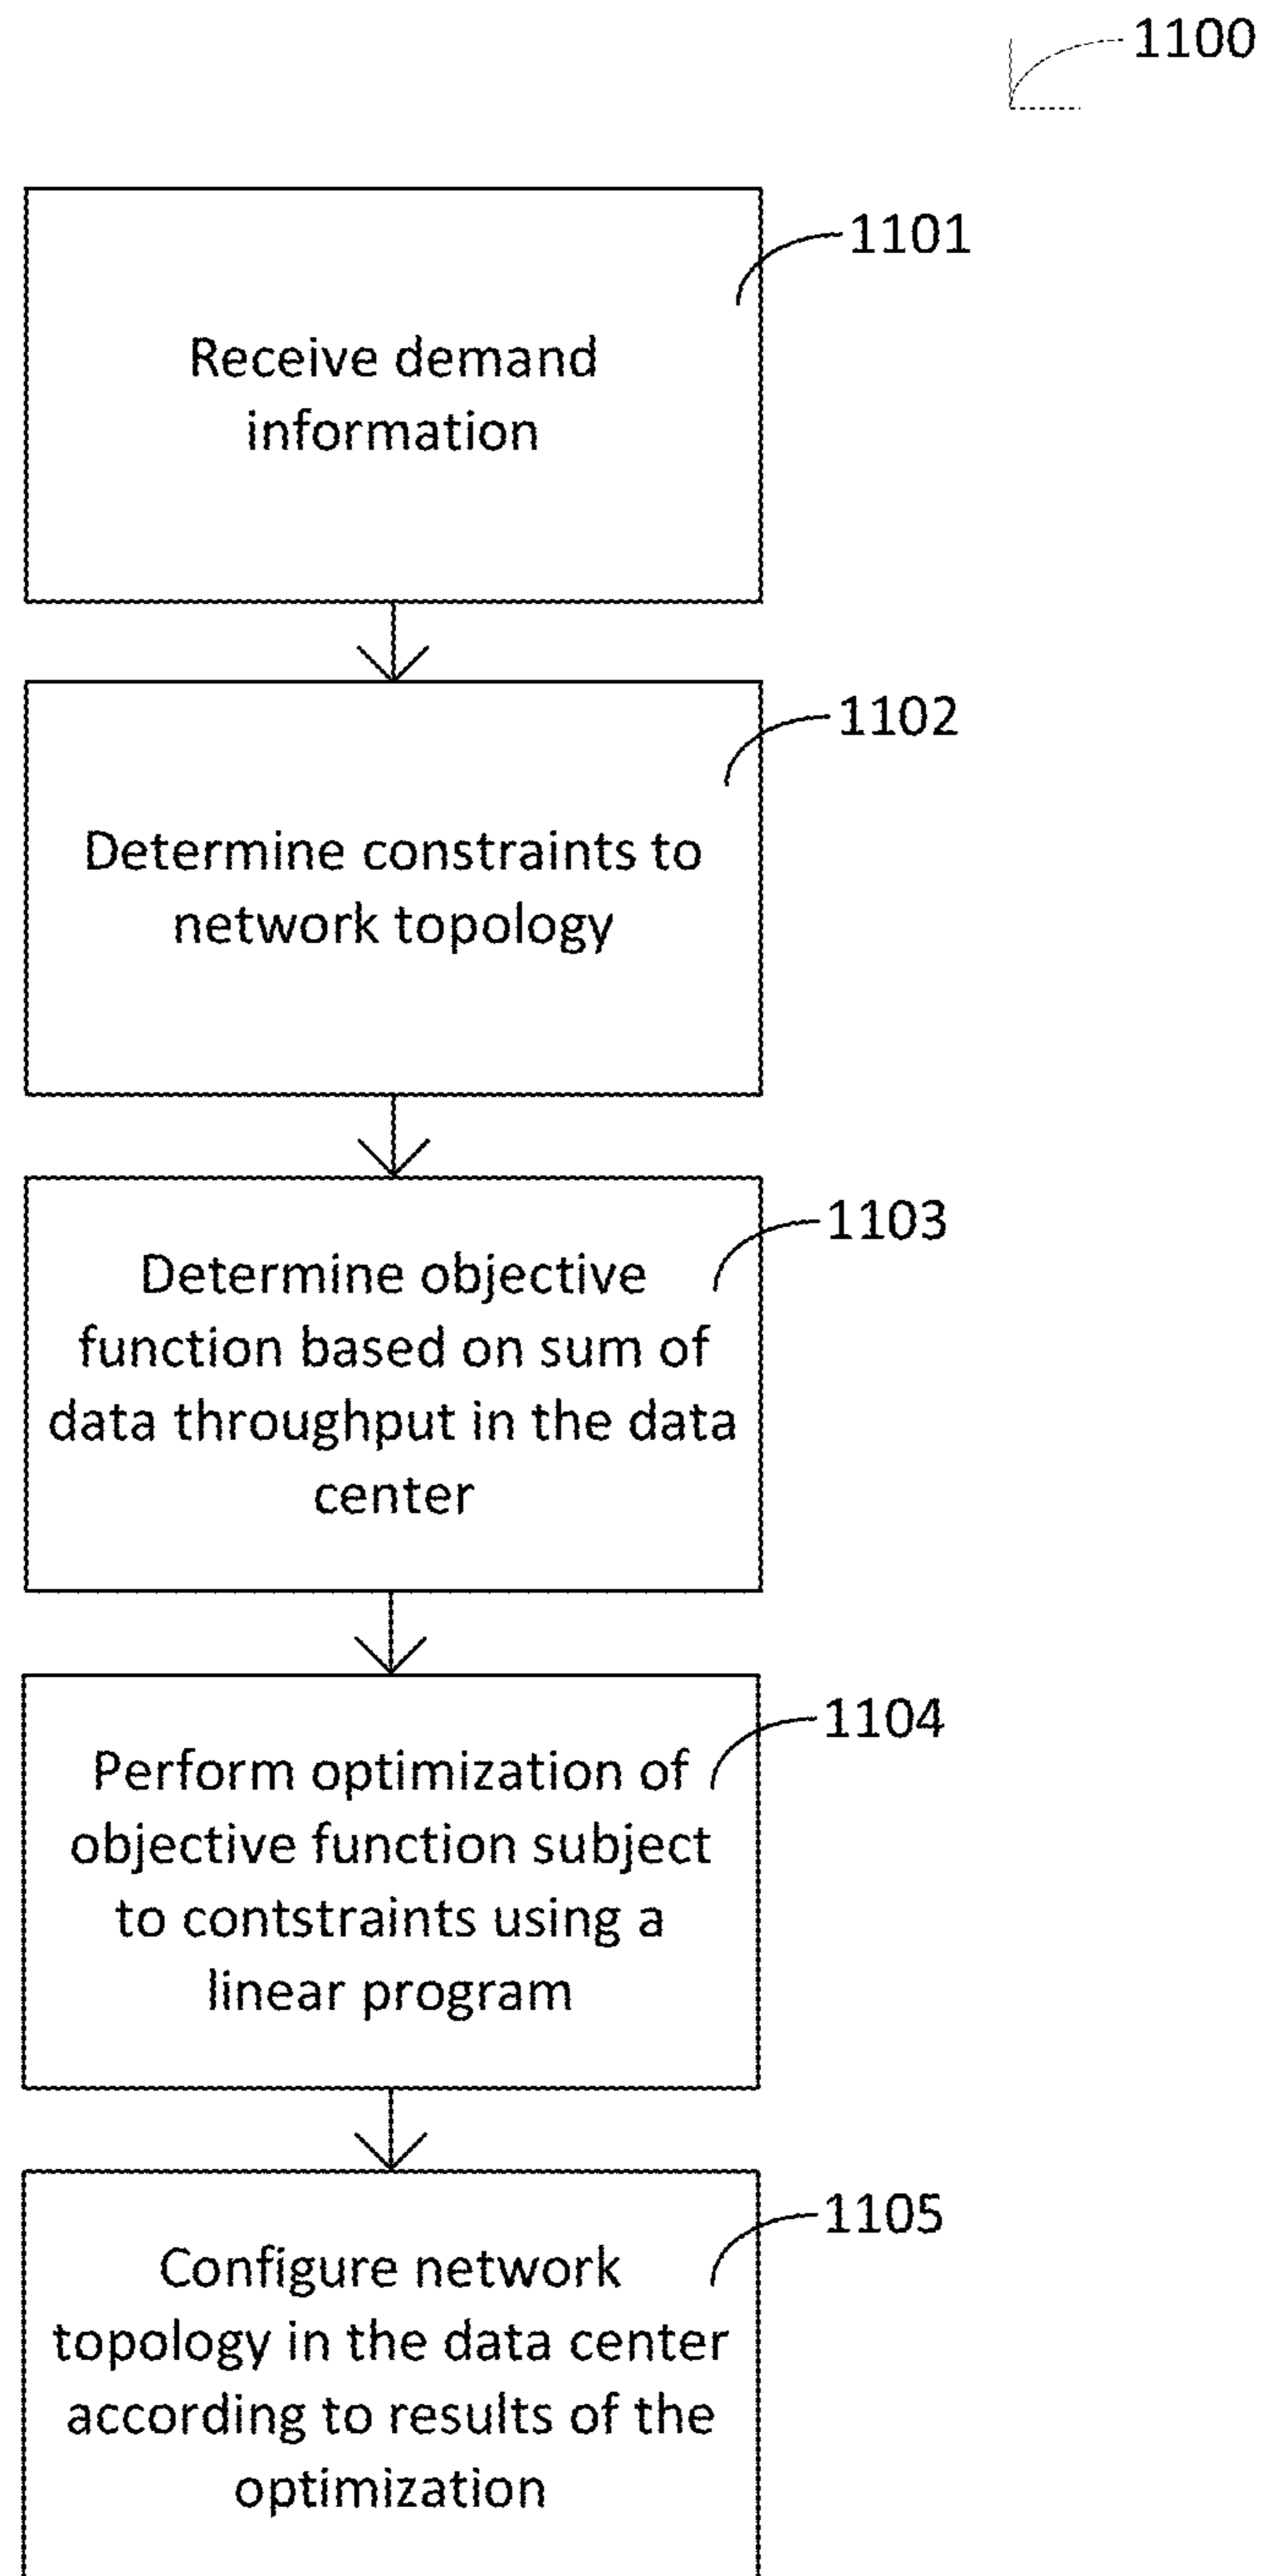 1100
1101
Receive demand
information
1102
Determine constraints to
network topology
1103
Determine objective
function based on sum of
data throughput in the data
center
1104
Perform optimization of
objective function subject
to contstraints using a
linear program
1105
Configure network
topology in the data center
according to results of the
optimization